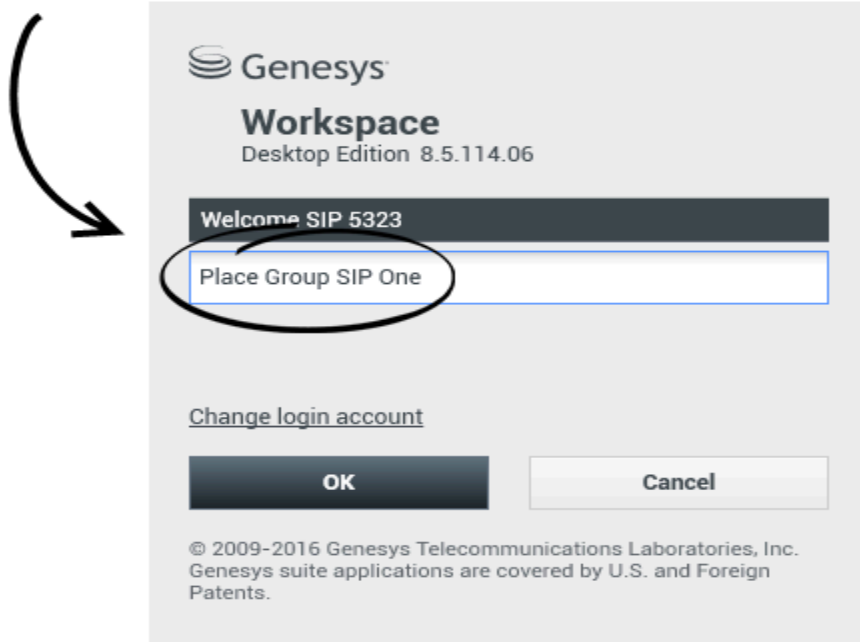 Genesys
Workspace
Desktop Edition 8.5.114.06
Welcome SIP 5323
Place Group SIP One
Change login account
OK
Cancel
© 2009-2016 Genesys Telecommunications Laboratories, Inc.
Genesys suite applications are covered by U.S. and Foreign
Patents.